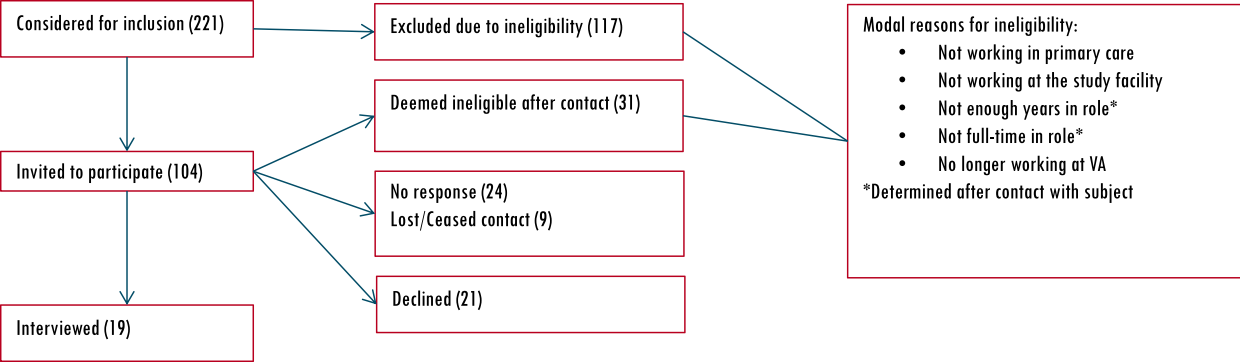 Considered for inclusion (221)
Excluded due to ineligibility (117)
Modal reasons for ineligibility:
• Not working in primary care
• Not working at the study facility
• Not enough years in role*
• Not full-time in role*
• No longer working at VA
*Determined after contact with subject
Deemed ineligible after contact (31)
Invited to participate (104)
No response (24)
Lost/Ceased contact (9)
Declined (21)
Interviewed (19)